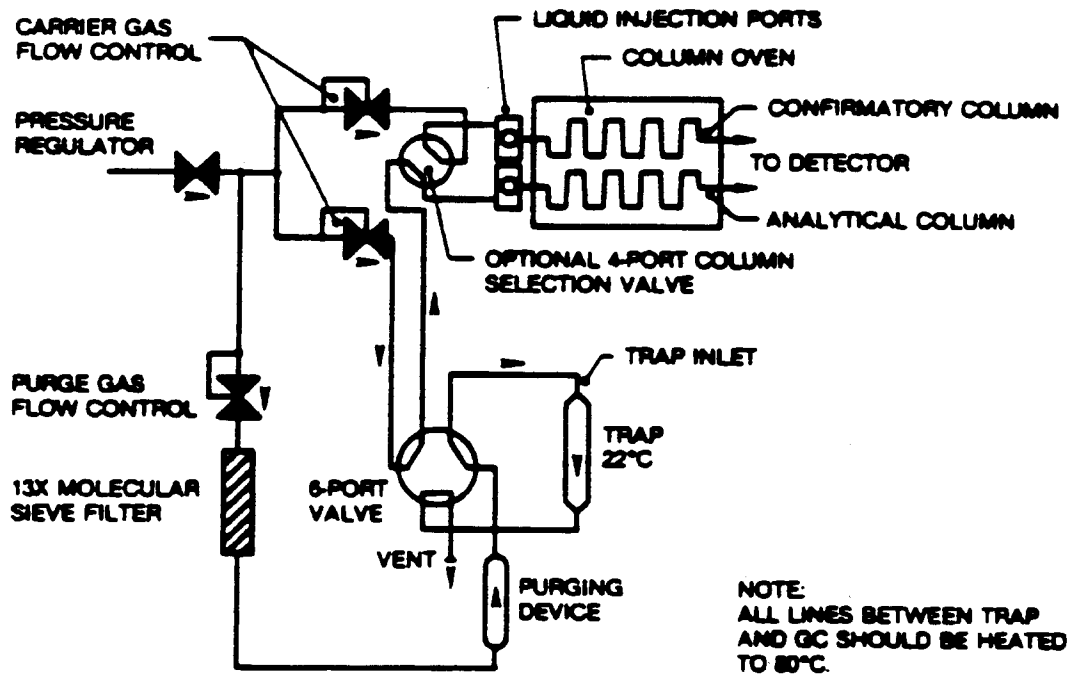 CARRIER GAS
FLOW CONTROL
LIQUID INJECTION PORTS
COLUMN OVEN
CONFIRMATORY COLUMN
PRESSURE
REGULATOR
TO DETECTOR
ANALYTICAL COLUMN
OPTIONAL 4-PORT COLUMN
SELECTION VALVE
TRAP INLET
PURGE GAS
FLOW CONTROL
TRAP
22°C
13X MOLECULAR
SIEVE FILTER
6-PORT
VALVE
VENT
PURGING
DEVICE
NOTE:
ALL LINES BETWEEN TRAP
AND GC SHOULD BE HEATED
TO 80°C.